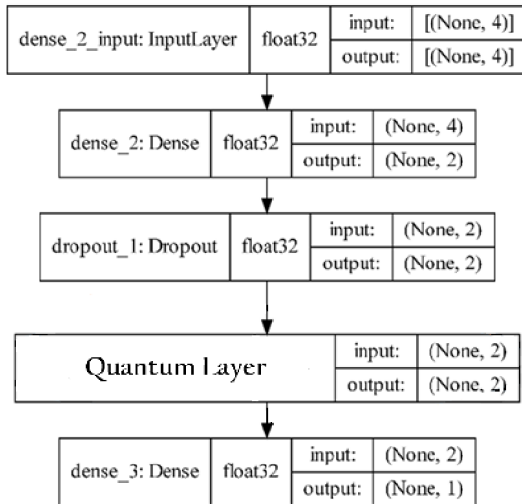 dense_2_input: InputLayer float32 input: [(None, 4)]
output: [(None, 4)]
dense_2: Dense float32 input: (None, 4)
output: (None, 2)
dropout_1: Dropout float32 input: (None, 2)
output: (None, 2)
Quantum Layer input: (None, 2)
output: (None, 2)
dense_3: Dense float32 input: (None, 2)
output: (None, 1)